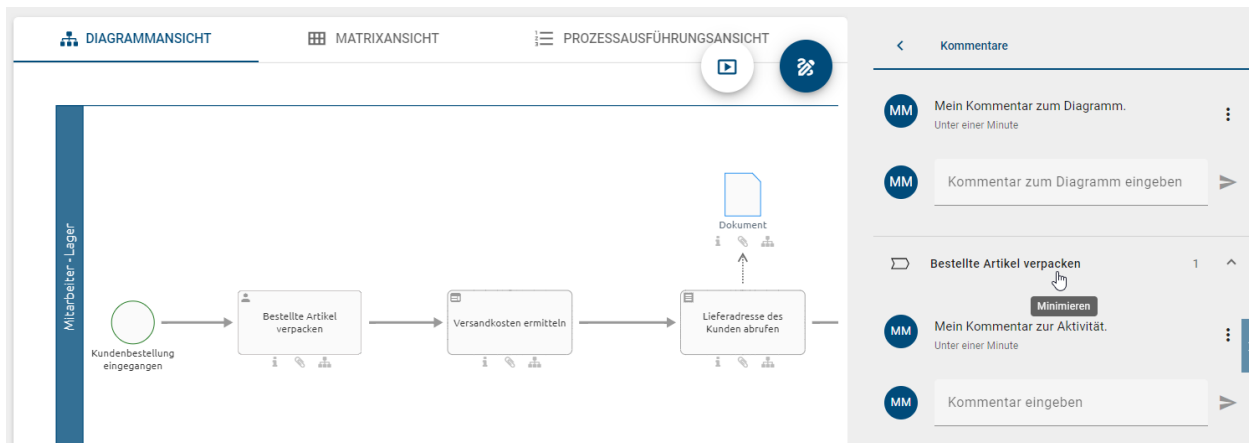 DIAGRAMMANSICHT
MATRIXANSICHT
PROZESSAUSFÜHRUNGSANSICHT
Mitarbeiter - Lager
Kundenbestellung
eingegangen
Bestellte Artikel
verpacken
Versandkosten ermitteln
Dokument
Lieferadresse des
Kunden abrufen
Kommentare
MM
Mein Kommentar zum Diagramm.
Unter einer Minute
MM
Kommentar zum Diagramm eingeben
Bestellte Artikel verpacken 1
Minimieren
MM
Mein Kommentar zur Aktivität.
Unter einer Minute
MM
Kommentar eingeben